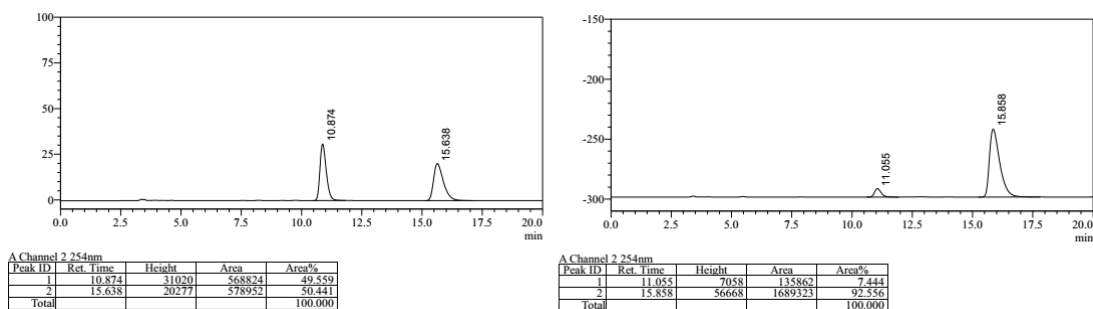 100
75
50
25
0
10.874
15.638
0.0 2.5 5.0 7.5 10.0 12.5 15.0 17.5 20.0
min
A Channel 2 254nm
Peak ID Ret. Time Height Area Area%
1 10.874 31020 568824 49.559
2 15.638 20277 578952 50.441
Total 100.000
-150
-200
-250
-300
11.055
15.858
0.0 2.5 5.0 7.5 10.0 12.5 15.0 17.5 20.0
min
A Channel 2 254nm
Peak ID Ret. Time Height Area Area%
1 11.055 7058 135862 7.444
2 15.858 56668 1689323 92.556
Total 100.000